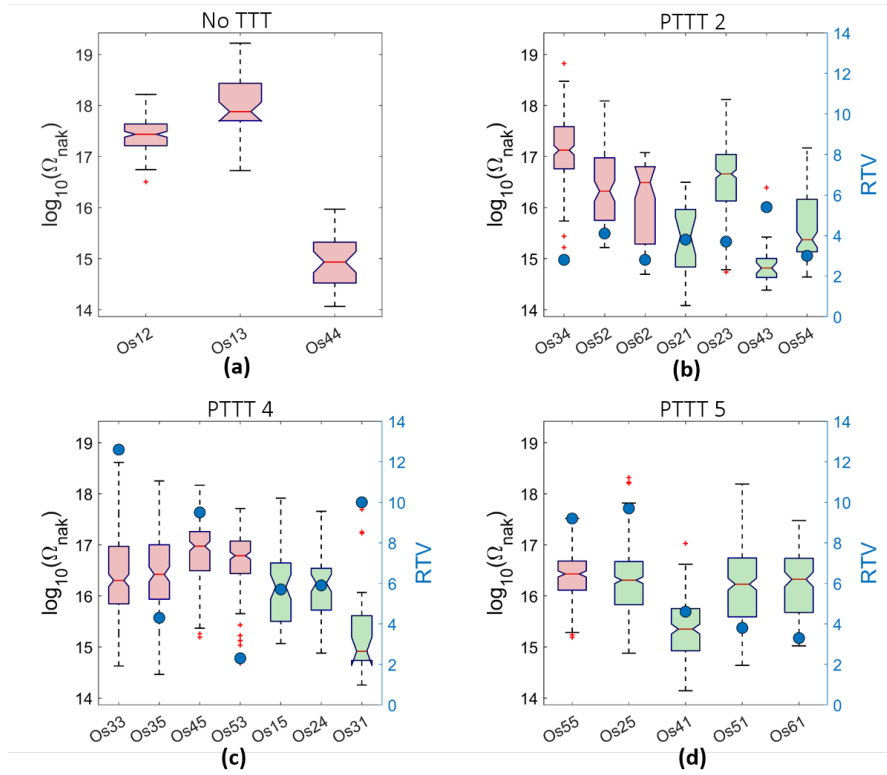 No TTT
log10(Ωnak)
19
18
17
16
15
14
Os12
Os13
Os44
(a)
PTTT 2
log10(Ωnak)
19
18
17
16
15
14
14
12
10
8
6
4
2
0
RTV
Os34
Os52
Os62
Os21
Os23
Os43
Os54
(b)
PTTT 4
log10(Ωnak)
19
18
17
16
15
14
14
12
10
8
6
4
2
0
RTV
Os33
Os35
Os45
Os53
Os15
Os24
Os31
(c)
PTTT 5
log10(Ωnak)
19
18
17
16
15
14
14
12
10
8
6
4
2
0
RTV
Os55
Os25
Os41
Os51
Os61
(d)